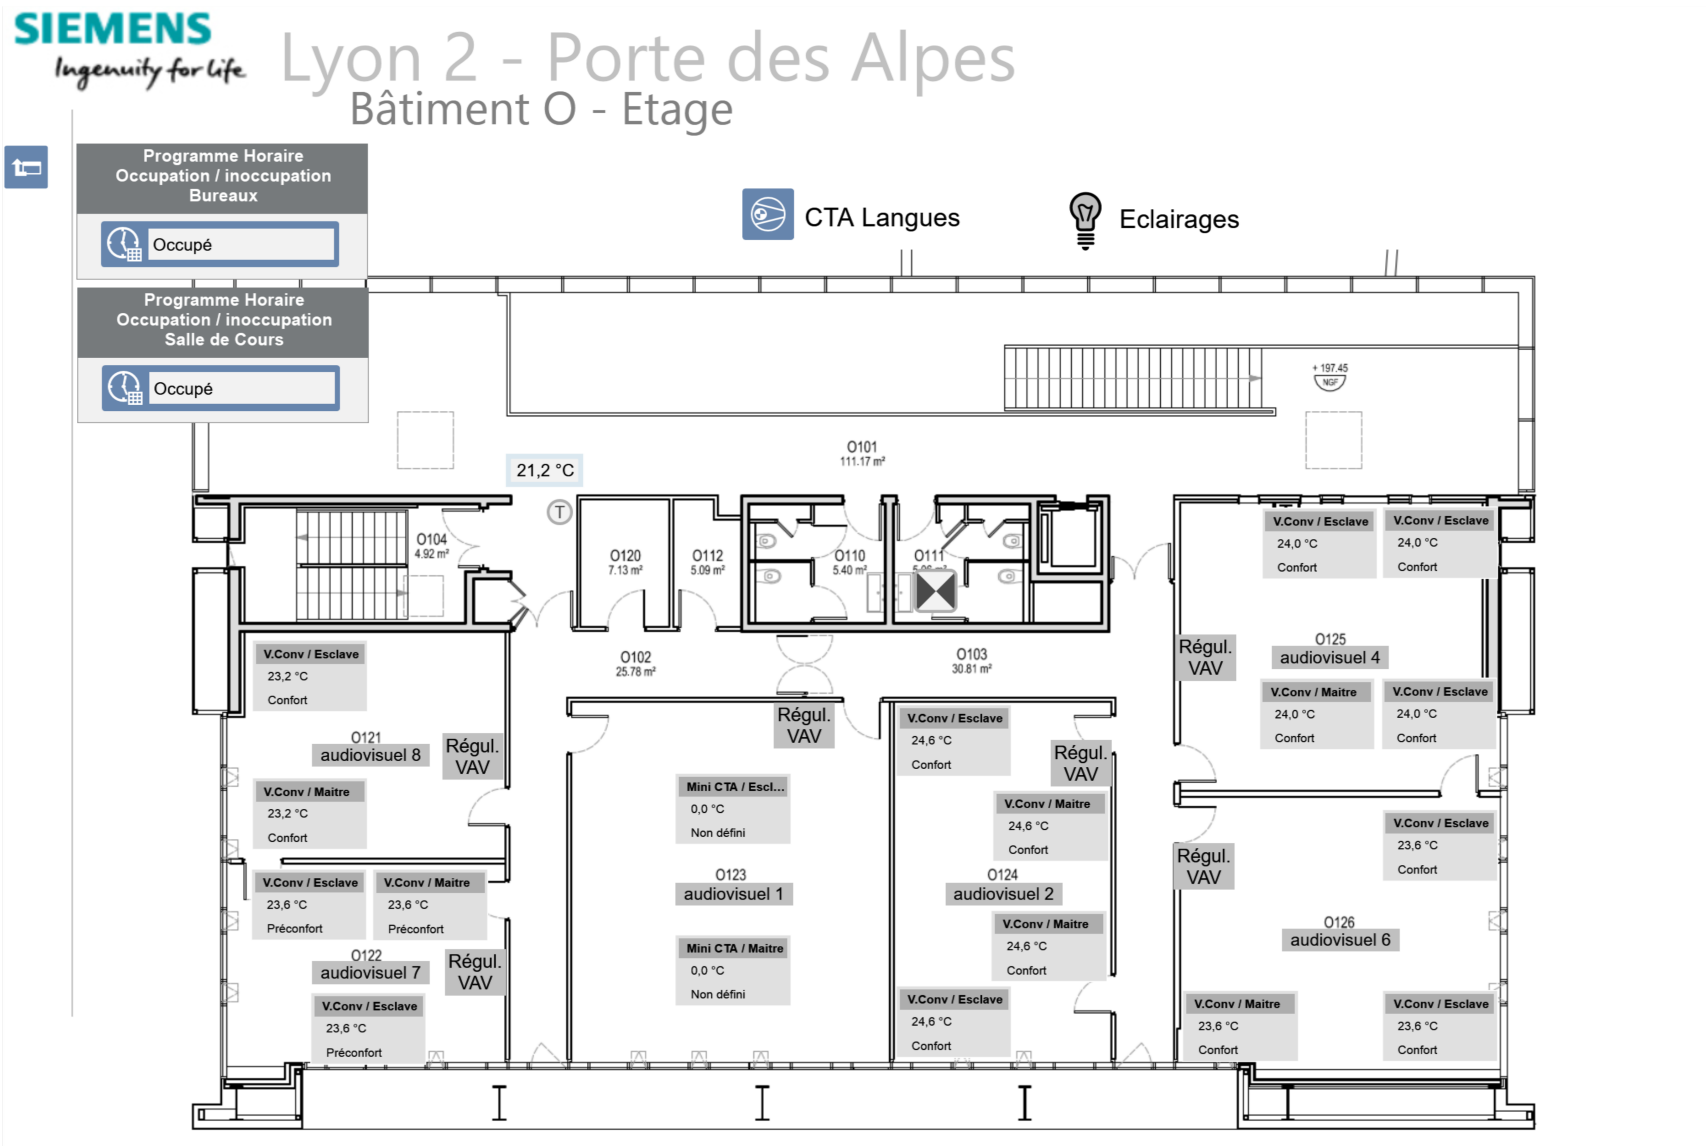 SIEMENS
Ingenuity for life
Lyon 2 - Porte des Alpes
Bâtiment O - Etage
Programme Horaire
Occupation / inoccupation
Bureaux
Occupé
Programme Horaire
Occupation / inoccupation
Salle de Cours
Occupé
CTA Langues
Eclairages
+ 197.45
NGF
O101
111.17 m²
21,2 °C
T
O104
4.92 m²
O120
7.13 m²
O112
5.09 m²
O110
5.40 m²
O111
V.Conv / Esclave
24,0 °C
Confort
V.Conv / Esclave
24,0 °C
Confort
O102
25.78 m²
O103
30.81 m²
Régul.
VAV
O125
audiovisuel 4
V.Conv / Maitre
24,0 °C
Confort
V.Conv / Esclave
24,0 °C
Confort
V.Conv / Esclave
23,2 °C
Confort
O121
audiovisuel 8
Régul.
VAV
V.Conv / Maitre
23,2 °C
Confort
Régul.
VAV
Mini CTA / Escl...
0,0 °C
Non défini
O123
audiovisuel 1
Mini CTA / Maitre
0,0 °C
Non défini
V.Conv / Esclave
24,6 °C
Confort
Régul.
VAV
V.Conv / Maitre
24,6 °C
Confort
O124
audiovisuel 2
V.Conv / Maitre
24,6 °C
Confort
V.Conv / Esclave
24,6 °C
Confort
V.Conv / Esclave
23,6 °C
Préconfort
V.Conv / Maitre
23,6 °C
Préconfort
O122
audiovisuel 7
Régul.
VAV
V.Conv / Esclave
23,6 °C
Préconfort
Régul.
VAV
V.Conv / Esclave
23,6 °C
Confort
O126
audiovisuel 6
V.Conv / Maitre
23,6 °C
Confort
V.Conv / Esclave
23,6 °C
Confort